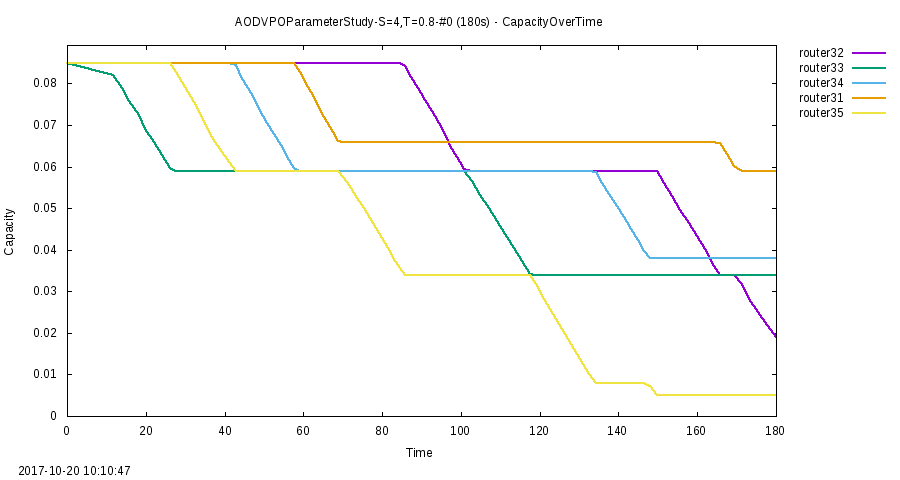 AODVPOParameterStudy-S=4,T=0.8-#0 (180s) - CapacityOverTime
router32
router33
router34
router31
router35
0.08
0.07
0.06
0.05
0.04
0.03
0.02
0.01
0
Capacity
0 20 40 60 80 100 120 140 160 180
Time
2017-10-20 10:10:47